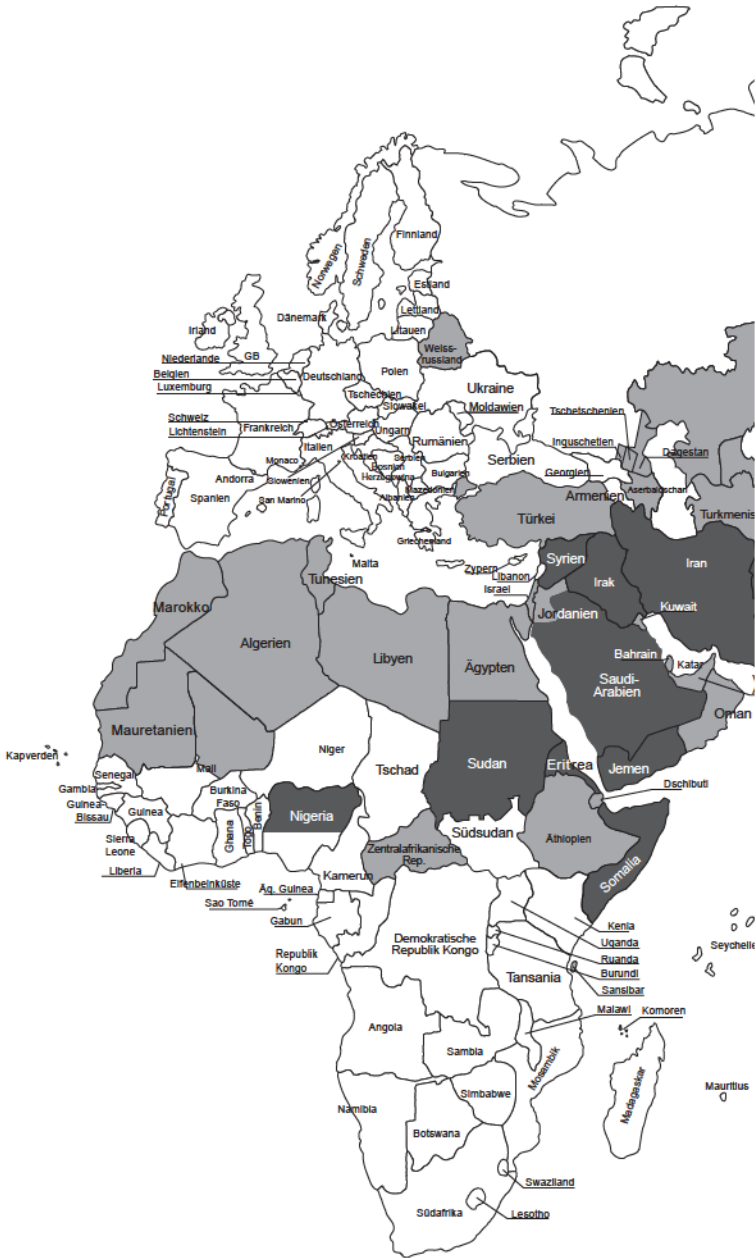 Finnland
Norwegen
Schweden
Estland
Lettland
Dänemark
Irland
Litauen
Weiss-
russland
Niederlande
GB
Belgien
Deutschland
Polen
Luxemburg
Ukraine
Tschechien
Slowakei
Moldawien
Tschetschenien
Schweiz
Österreich
Frankreich
Lichtenstein
Ungarn
Rumänien
Inguschetien
Italien
Dagestan
Kroatien
Serbien
Serbien
Monaco
Bosnian
Herzogowina
Bulgarien
Georgien
Andorra
Slowenien
Aserbaidschan
Portugal
Spanien
San Marino
Albanien
Mazedonien
Armenien
Türkei
Turkmenis
Griechenland
Malta
Zypern
Syrien
Iran
Libanon
Tunesien
Irak
Israel
Marokko
Jordanien
Kuwait
Algerien
Libyen
Ägypten
Bahrain
Katar
Saudi-
Arabien
Mauretanien
Oman
Kapverden
Niger
Mali
Tschad
Sudan
Eritrea
Jemen
Senegal
Gambia
Burkina
Faso
Dschibuti
Guinea
Bissau
Guinea
Nigeria
Ghana
Togo
Benin
Südsudan
Äthiopien
Sierra
Leone
Zentralafrikanische
Rep.
Liberia
Kamerun
Somalia
Elfenbeinküste
Äq. Guinea
Sao Tomé
Gabun
Kenia
Demokratische
Republik Kongo
Uganda
Seychelle
Republik
Kongo
Ruanda
Burundi
Tansania
Sansibar
Malawi
Komoren
Angola
Sambia
Mosambik
Madagaskar
Mauritius
Simbabwe
Namibia
Botswana
Swaziland
Südafrika
Lesotho